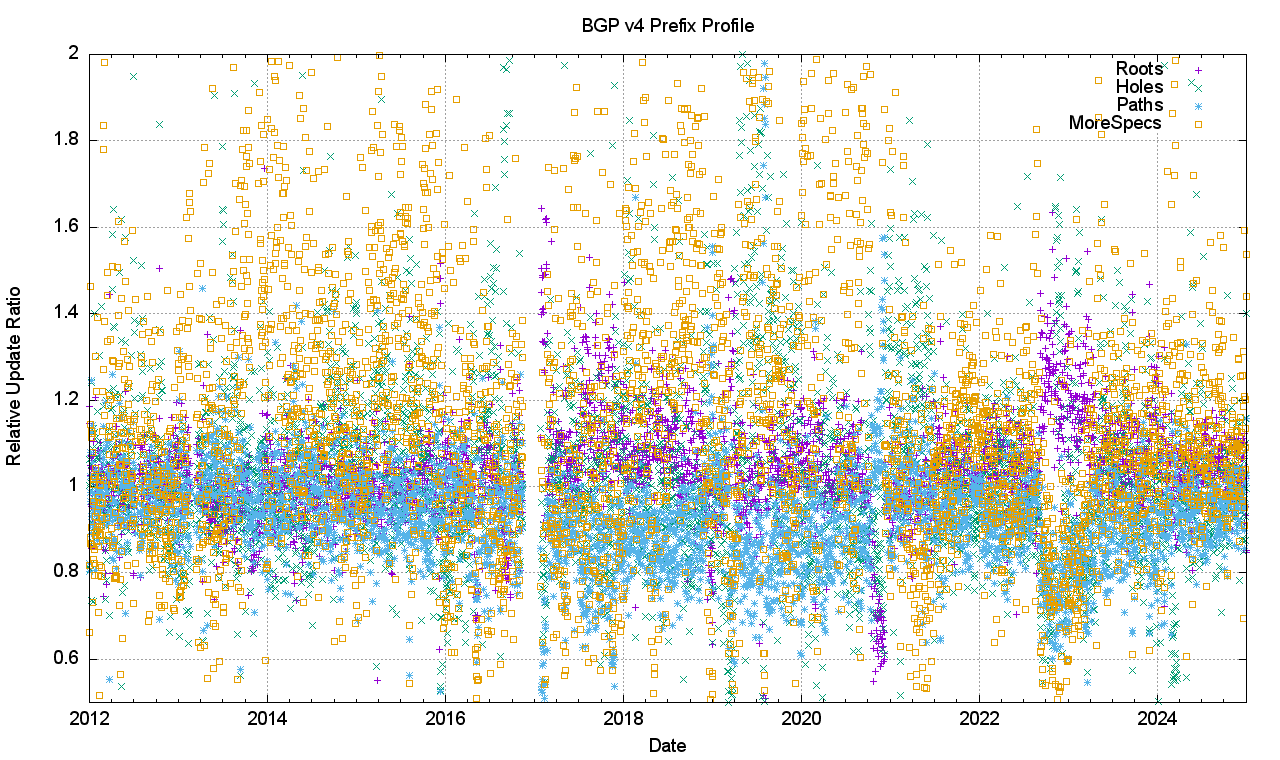 BGP v4 Prefix Profile
2
1.8
1.6
1.4
1.2
1
0.8
0.6
Relative Update Ratio
Roots
Holes
Paths
MoreSpecs
2012 2014 2016 2018 2020 2022 2024
Date